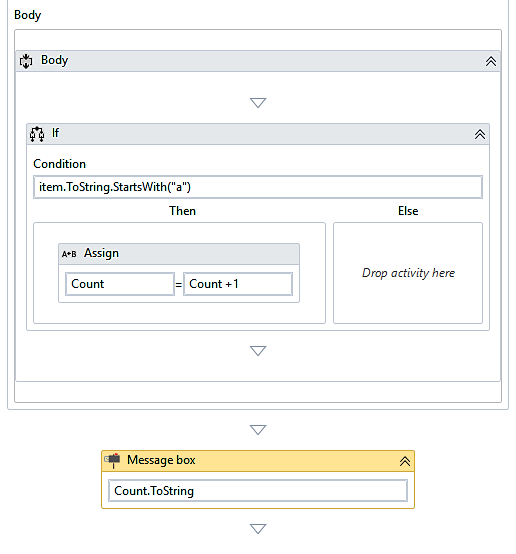 Body
Body
If
Condition
item.ToString.StartsWith("a")
Then Else
A+B Assign
Count = Count +1
Drop activity here
Message box
Count.ToString